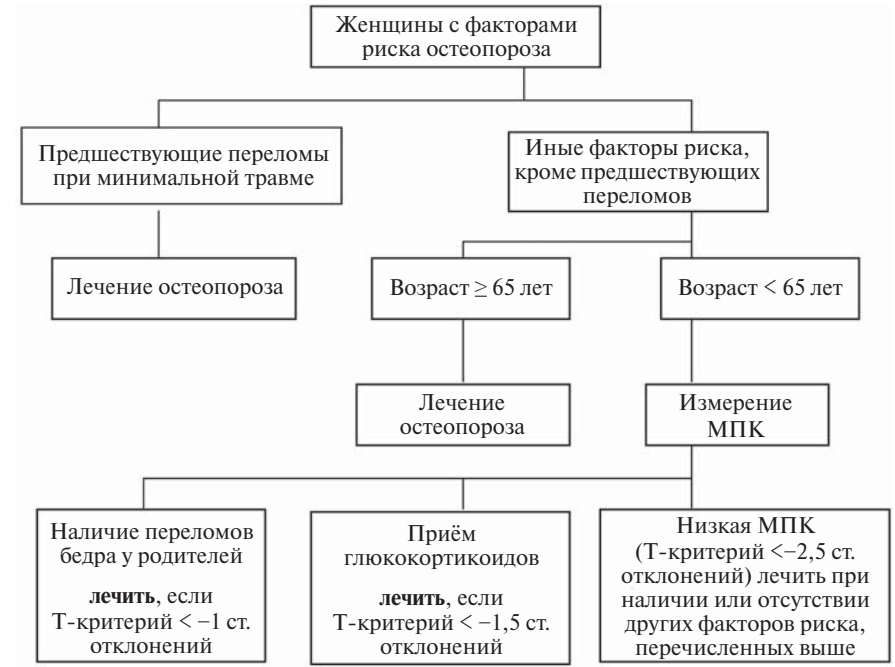 Женщины с факторами
риска остеопороза
Предшествующие переломы
при минимальной травме
Иные факторы риска,
кроме предшествующих
переломов
Лечение остеопороза
Возраст ≥ 65 лет
Возраст < 65 лет
Лечение
остеопороза
Измерение
МПК
Наличие переломов
бедра у родителей
лечить, если
Т-критерий < −1 ст.
отклонений
Приём
глюкокортикоидов
лечить, если
Т-критерий < −1,5 ст.
отклонений
Низкая МПК
(Т-критерий <−2,5 ст.
отклонений) лечить при
наличии или отсутствии
других факторов риска,
перечисленных выше